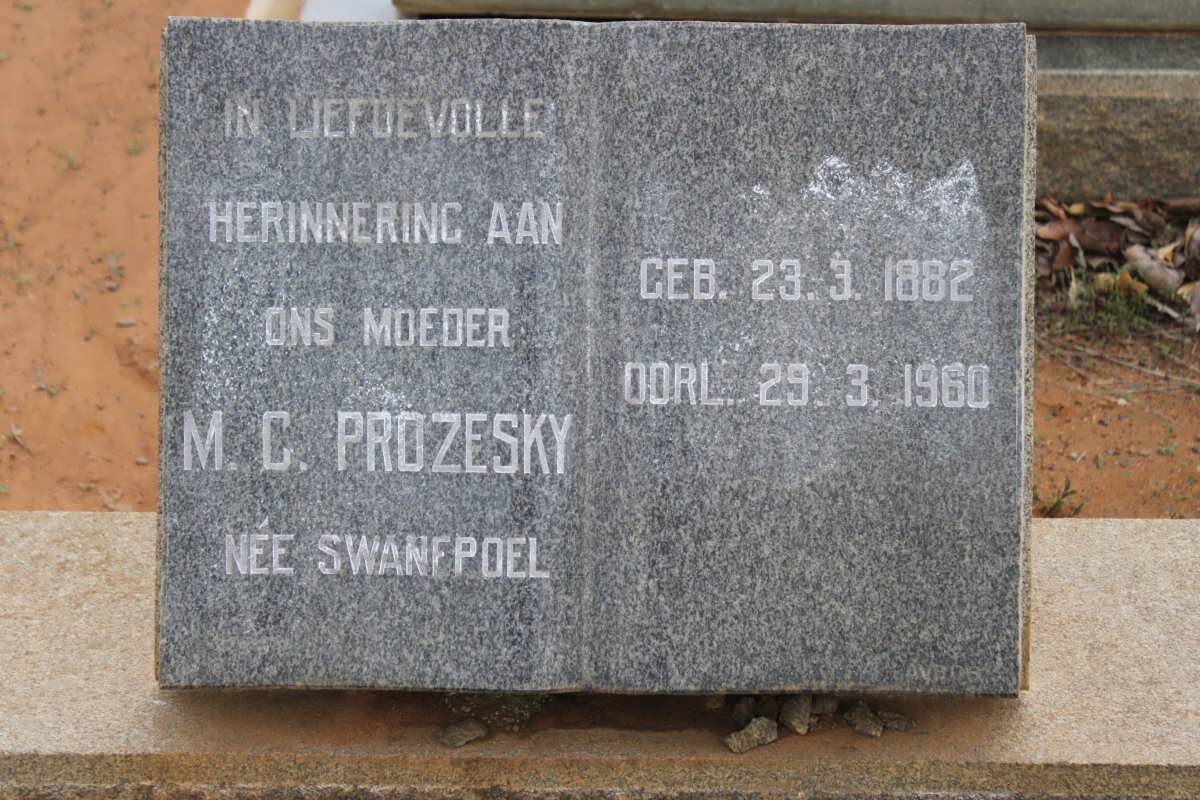 IN LIEFDEVOLLE
HERINNERING AAN
ONS MOEDER
M. C. PROZESKY
NÉE SWANEPOEL
GEB. 23. 3. 1882
OORL. 29. 3. 1960